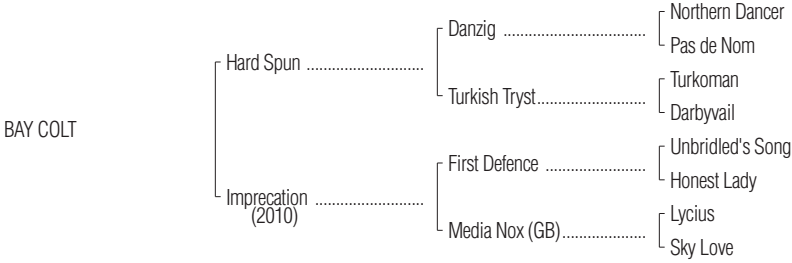 Northern Dancer
Danzig ..................................
Pas de Nom
Hard Spun ............................
Turkoman
Turkish Tryst..........................
Darbyvail
BAY COLT
Unbridled's Song
First Defence ........................
Honest Lady
Imprecation ..........................
(2010)
Lycius
Media Nox (GB)....................
Sky Love